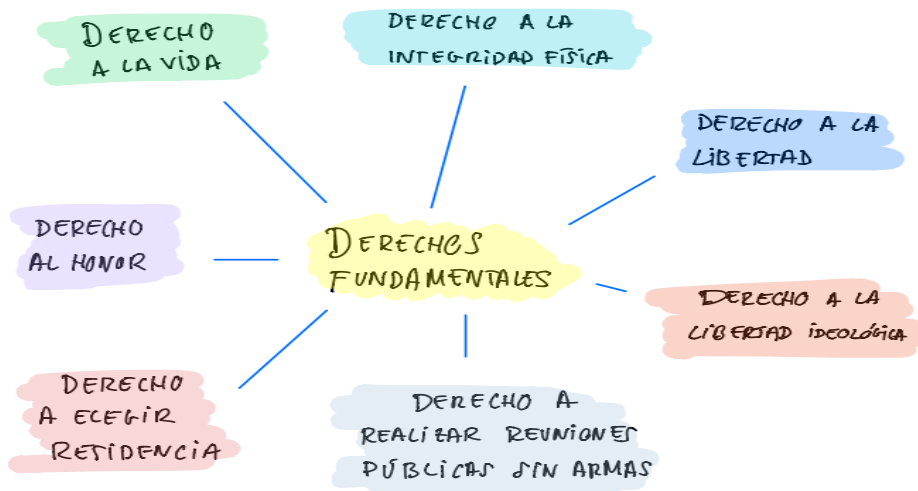 DERECHO
A LA VIDA
DERECHO A LA
INTEGRIDAD FÍSICA
DERECHO A LA
LIBERTAD
DERECHO
AL HONOR
DERECHOS
FUNDAMENTALES
DERECHO A LA
LIBERTAD IDEOLÓGICA
DERECHO
A ELEGIR
RESIDENCIA
DERECHO A
REALIZAR REUNIONES
PÚBLICAS SIN ARMAS